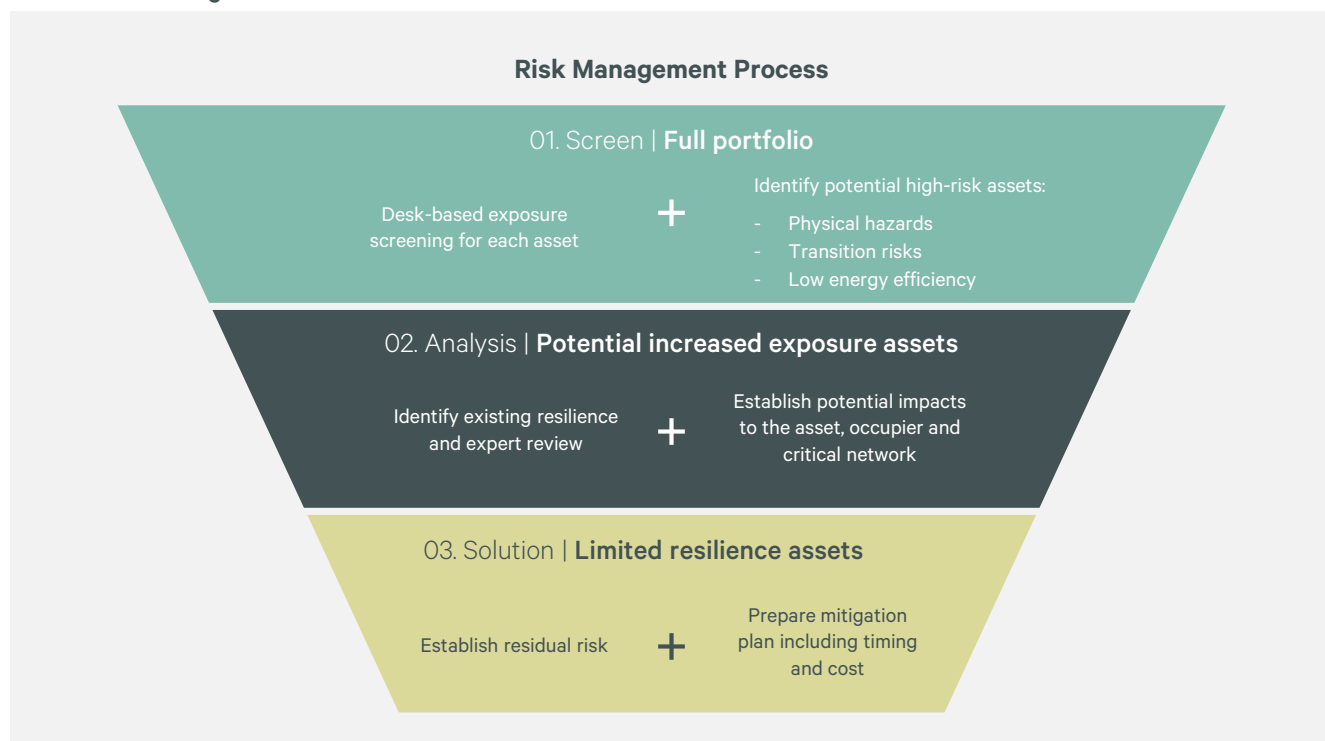 Risk Management Process
01. Screen | Full portfolio
Desk-based exposure
screening for each asset
+
Identify potential high-risk assets:
- Physical hazards
- Transition risks
- Low energy efficiency
02. Analysis | Potential increased exposure assets
Identify existing resilience
and expert review
+
Establish potential impacts
to the asset, occupier and
critical network
03. Solution | Limited resilience assets
Establish residual risk
+
Prepare mitigation
plan including timing
and cost